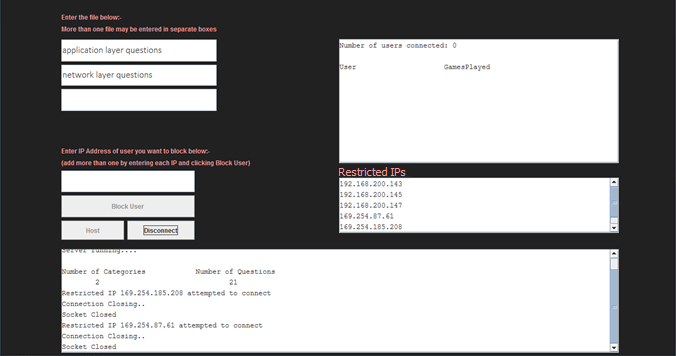 Enter the file below:-
More than one file may be entered in separate boxes
application layer questions
network layer questions
Number of users connected: 0
User GamesPlayed
Enter IP Address of user you want to block below:-
(add more than one by entering each IP and clicking Block User)
Block User
Host Disconnect
Restricted IPs
192.168.200.143
192.168.200.145
192.168.200.147
169.254.87.61
169.254.185.208
Server running....
Number of Categories Number of Questions
2 21
Restricted IP 169.254.185.208 attempted to connect
Connection Closing..
Socket Closed
Restricted IP 169.254.87.61 attempted to connect
Connection Closing..
Socket Closed